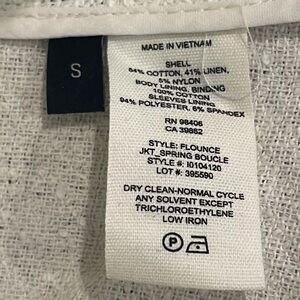 S
MADE IN VIETNAM
SHELL
54% COTTON, 41% LINEN,
5% NYLON
BODY LINING, BINDING
100% COTTON
SLEEVES LINING
94% POLYESTER, 6% SPANDEX
RN 98406
CA 39882
STYLE: FLOUNCE
JKT_SPRING BOUCLE
STYLE #: I0104120
LOT #: 395590
DRY CLEAN-NORMAL CYCLE
ANY SOLVENT EXCEPT
TRICHLOROETHYLENE
LOW IRON
P